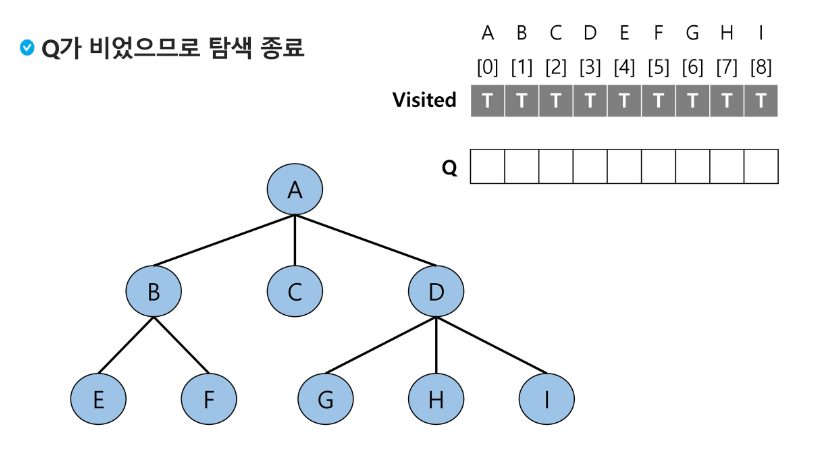 Q가 비었으므로 탐색 종료
A B C D E F G H I
[0] [1] [2] [3] [4] [5] [6] [7] [8]
Visited T T T T T T T T T
Q
A
B C D
E F G H I